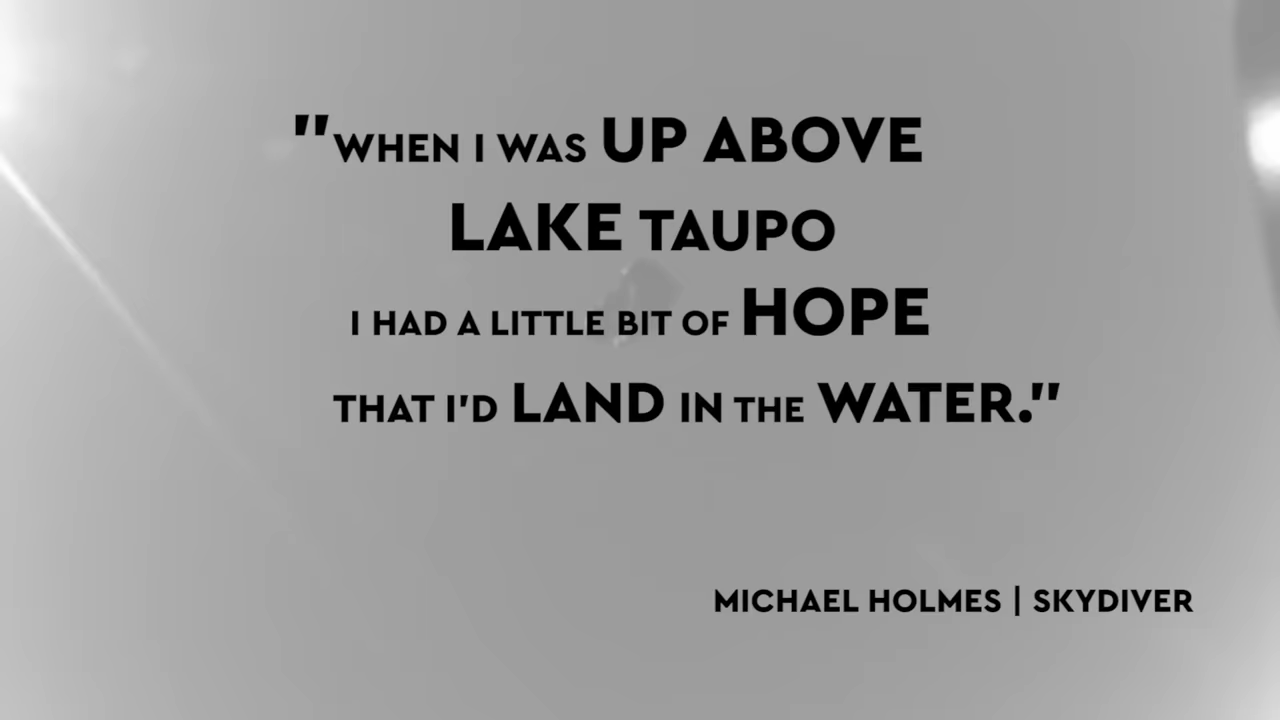 "WHEN I WAS UP ABOVE
LAKE TAUPO
I HAD A LITTLE BIT OF HOPE
THAT I'D LAND IN THE WATER."
MICHAEL HOLMES | SKYDIVER